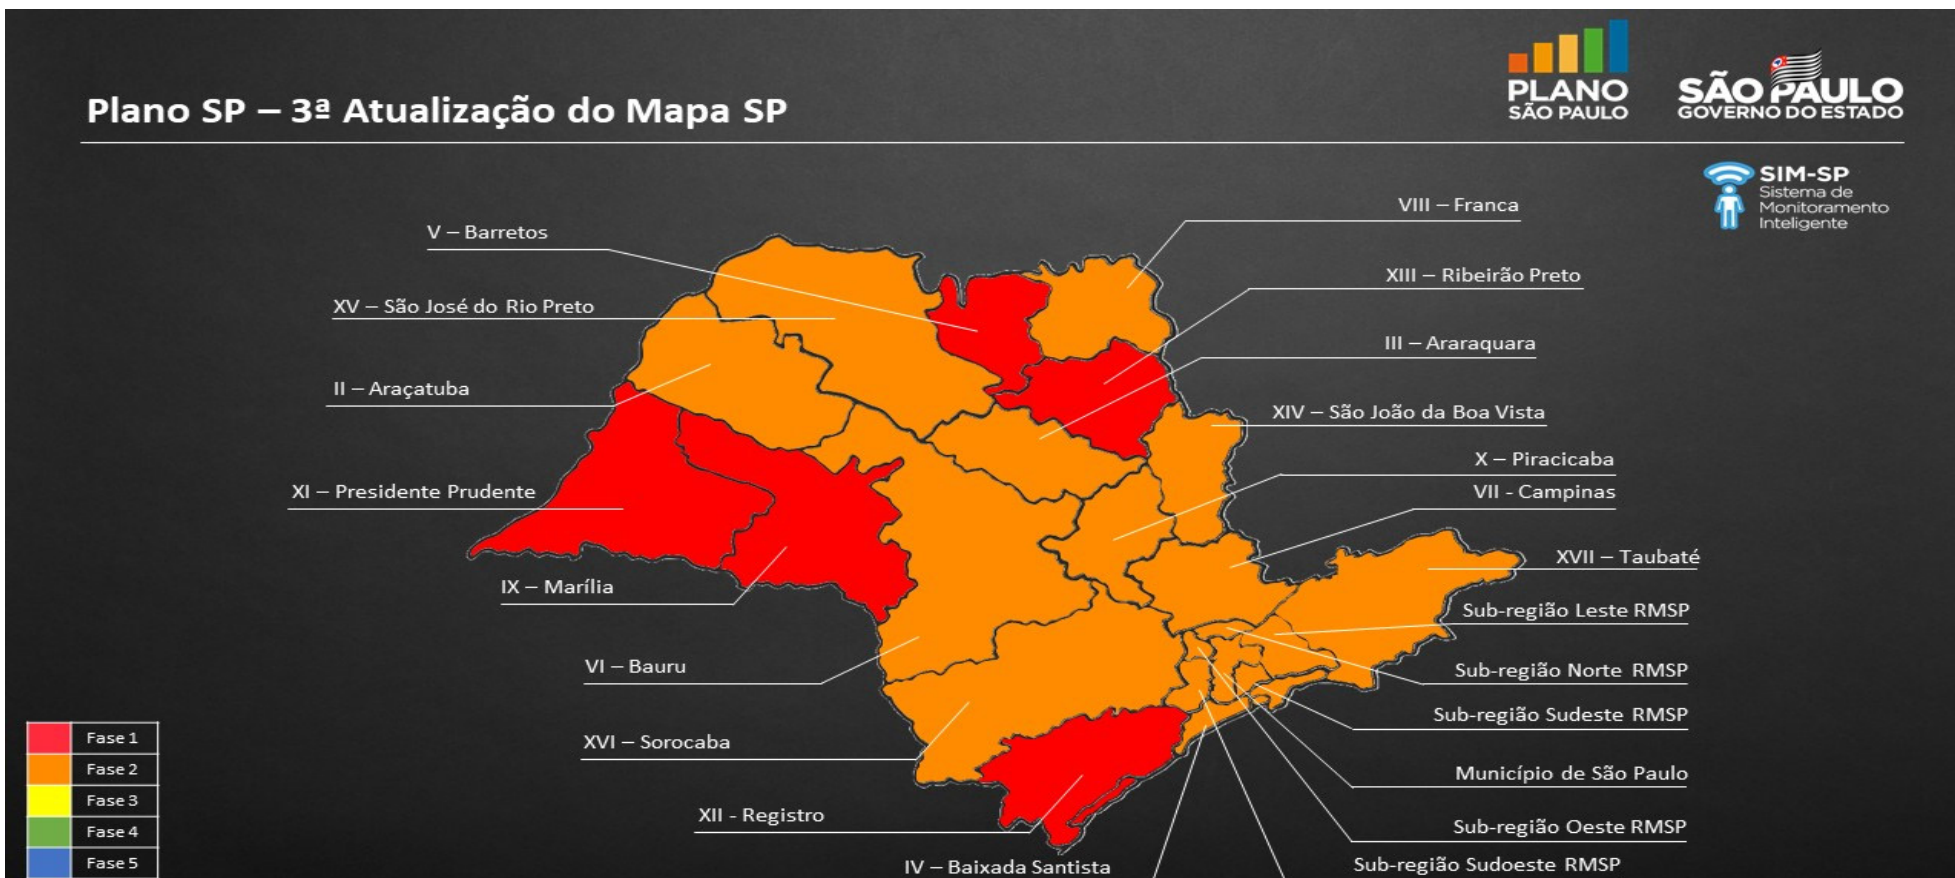 Plano SP – 3ª Atualização do Mapa SP
PLANO
SÃO PAULO
SÃO PAULO
GOVERNO DO ESTADO
SIM-SP
Sistema de
Monitoramento
Inteligente
VIII – Franca
V – Barretos
XIII – Ribeirão Preto
XV – São José do Rio Preto
III – Araraquara
II – Araçatuba
XIV – São João da Boa Vista
X – Piracicaba
XI – Presidente Prudente
VII - Campinas
XVII – Taubaté
IX – Marília
Sub-região Leste RMSP
VI – Bauru
Sub-região Norte RMSP
Sub-região Sudeste RMSP
XVI – Sorocaba
Município de São Paulo
XII - Registro
Sub-região Oeste RMSP
IV – Baixada Santista
Sub-região Sudoeste RMSP
Fase 1
Fase 2
Fase 3
Fase 4
Fase 5